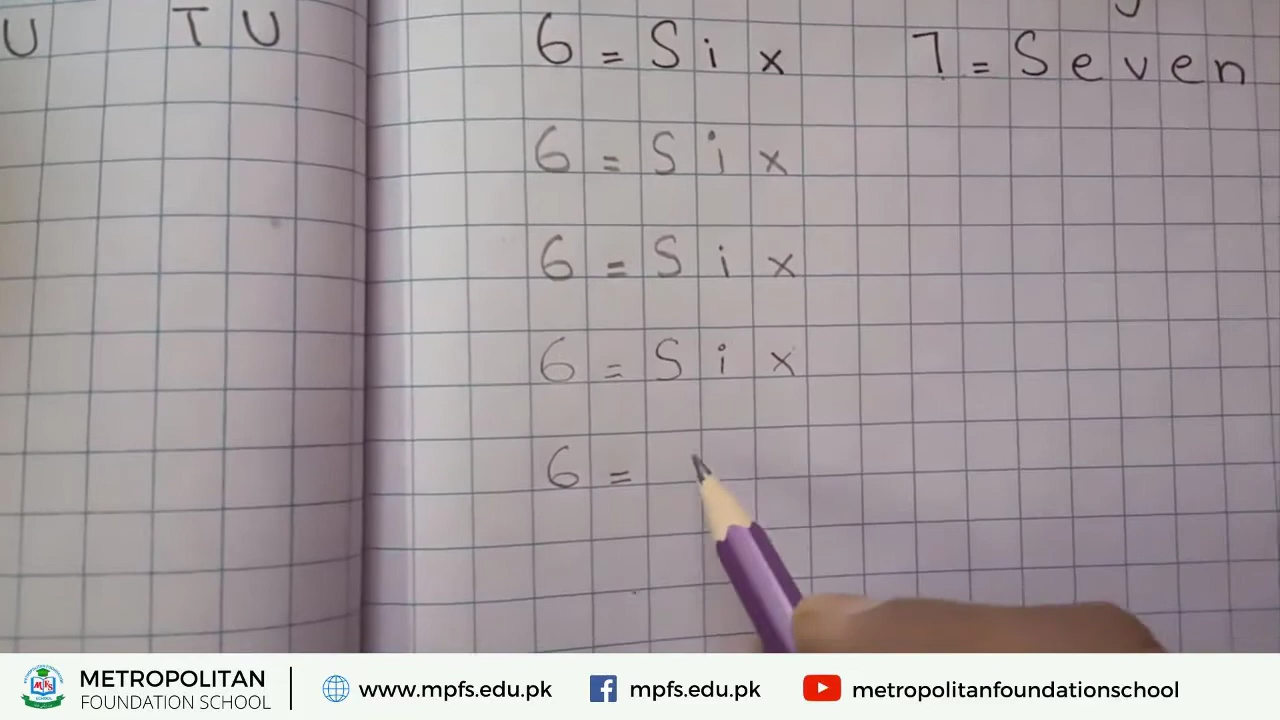 U T U
6 = Six 7 = Seven
6 = Six
6 = Six
6 = Six
6 =
METROPOLITAN
FOUNDATION SCHOOL
www.mpfs.edu.pk
mpfs.edu.pk
metropolitanfoundationschool